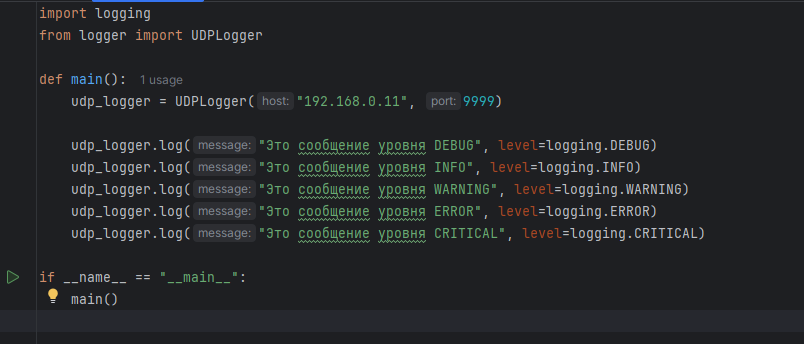 import logging
from logger import UDPLogger
def main(): 1 usage
    udp_logger = UDPLogger(host: "192.168.0.11", port: 9999)
    udp_logger.log(message: "Это сообщение уровня DEBUG", level=logging.DEBUG)
    udp_logger.log(message: "Это сообщение уровня INFO", level=logging.INFO)
    udp_logger.log(message: "Это сообщение уровня WARNING", level=logging.WARNING)
    udp_logger.log(message: "Это сообщение уровня ERROR", level=logging.ERROR)
    udp_logger.log(message: "Это сообщение уровня CRITICAL", level=logging.CRITICAL)
if __name__ == "__main__":
    main()